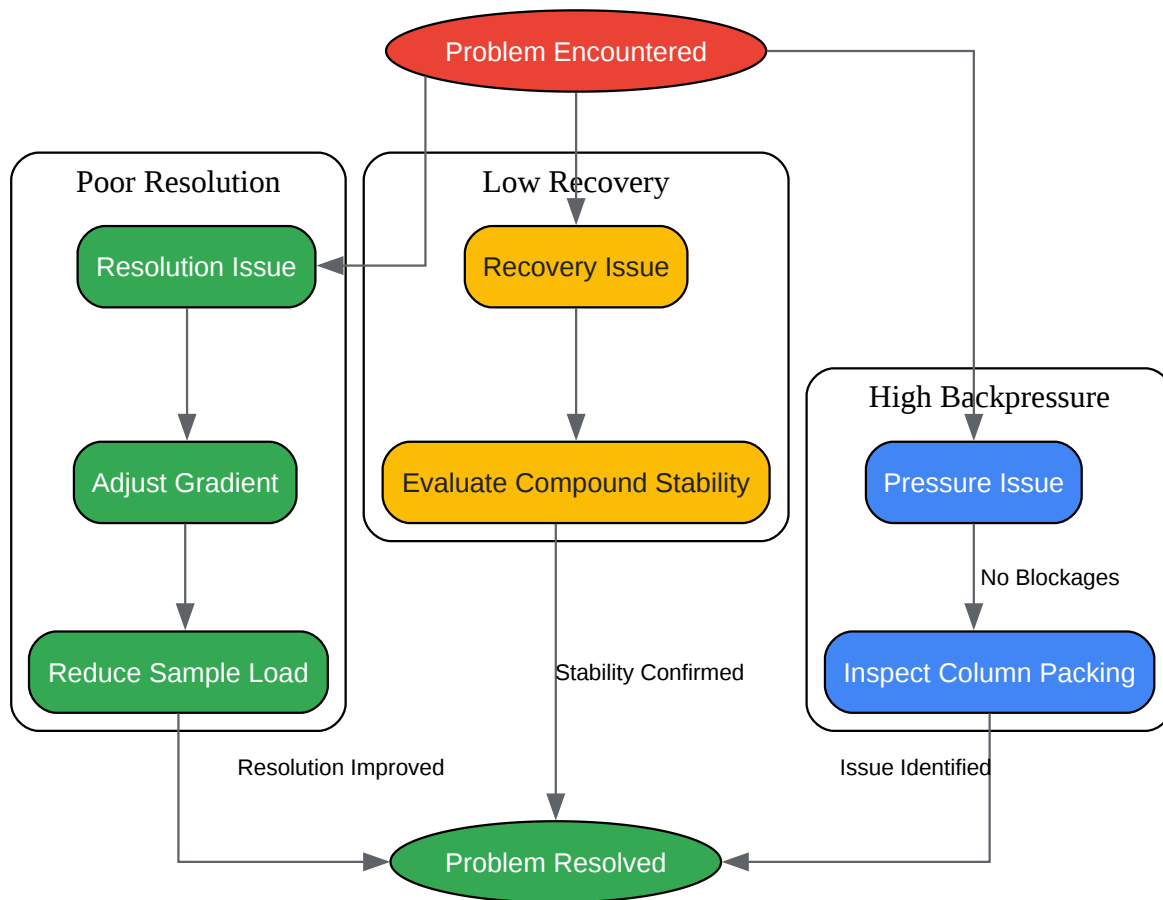 Problem Encountered
Poor Resolution
Low Recovery
Resolution Issue
Recovery Issue
High Backpressure
Adjust Gradient
Evaluate Compound Stability
Pressure Issue
No Blockages
Reduce Sample Load
Stability Confirmed
Inspect Column Packing
Resolution Improved
Issue Identified
Problem Resolved